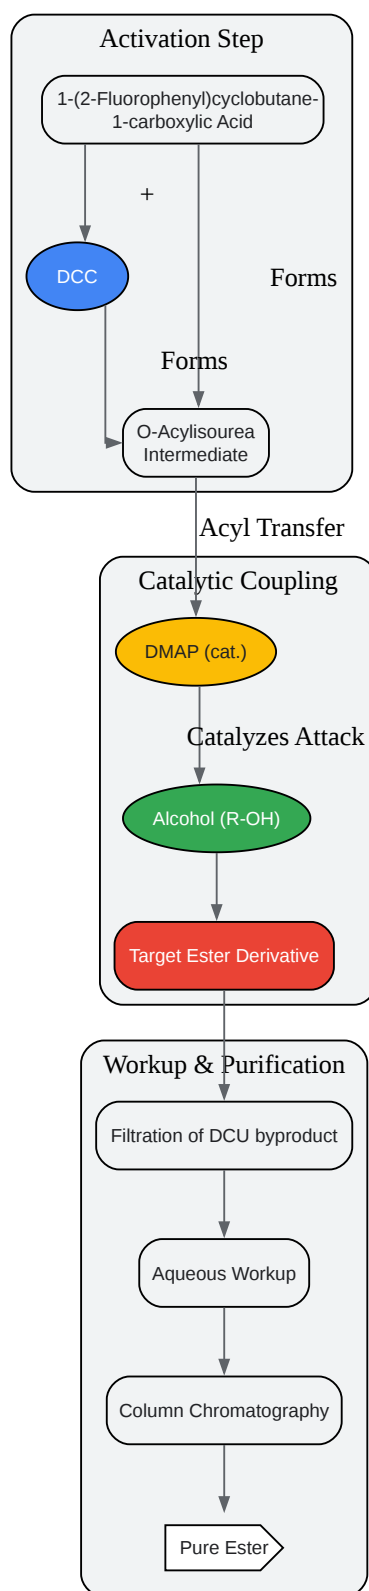 Activation Step
1-(2-Fluorophenyl)cyclobutane-
1-carboxylic Acid
+
DCC
Forms
Forms
O-Acylisourea
Intermediate
Acyl Transfer
Catalytic Coupling
DMAP (cat.)
Catalyzes Attack
Alcohol (R-OH)
Target Ester Derivative
Workup & Purification
Filtration of DCU byproduct
Aqueous Workup
Column Chromatography
Pure Ester